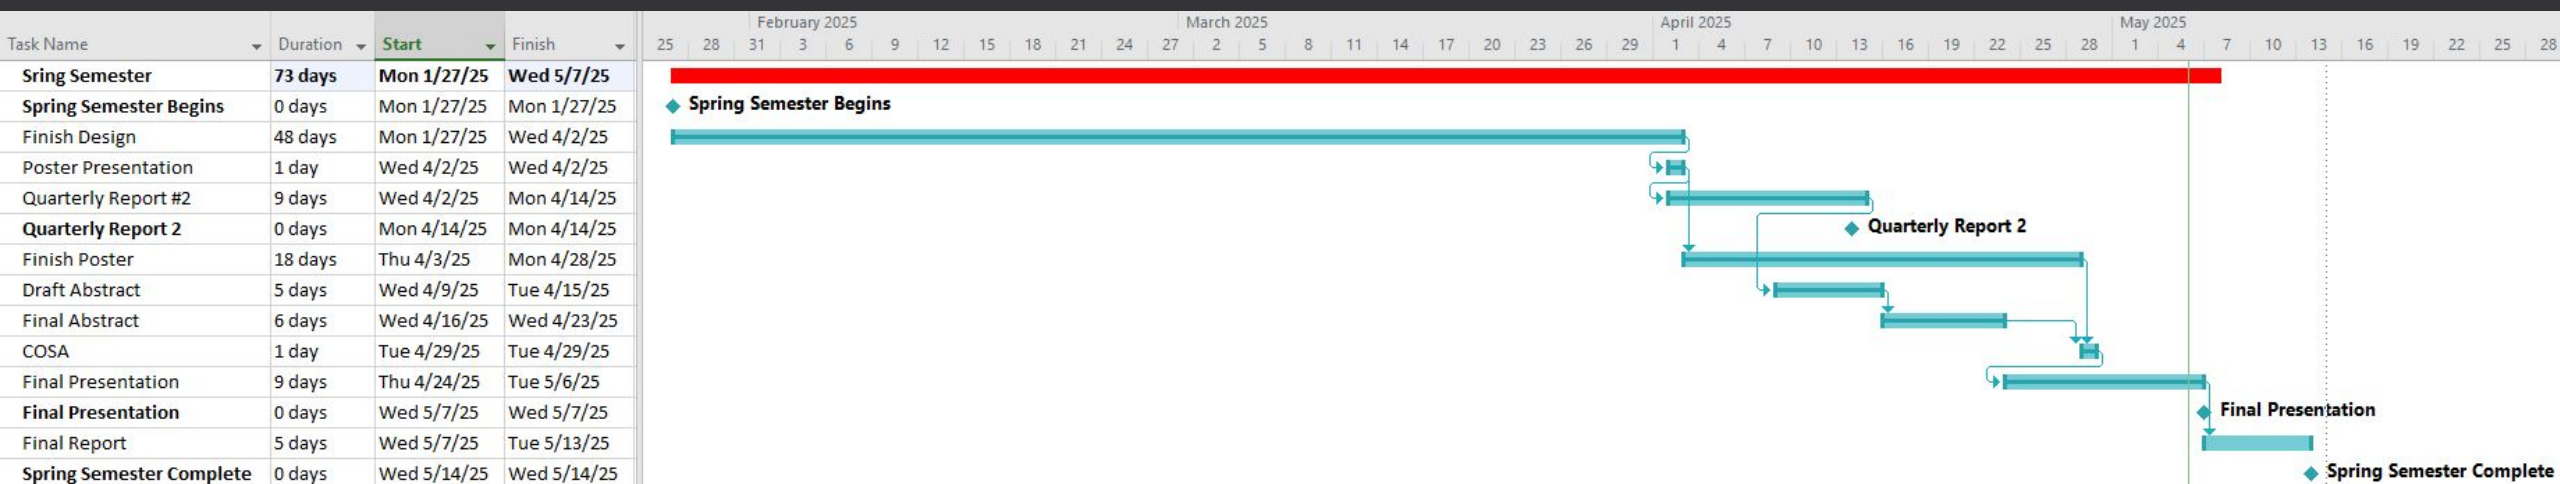 February 2025 March 2025 April 2025 May 2025
Task Name Duration Start Finish 25 28 31 3 6 9 12 15 18 21 24 27 2 5 8 11 14 17 20 23 26 29 1 4 7 10 13 16 19 22 25 28 1 4 7 10 13 16 19 22 25 28
Sring Semester 73 days Mon 1/27/25 Wed 5/7/25
Spring Semester Begins 0 days Mon 1/27/25 Mon 1/27/25 Spring Semester Begins
Finish Design 48 days Mon 1/27/25 Wed 4/2/25
Poster Presentation 1 day Wed 4/2/25 Wed 4/2/25
Quarterly Report #2 9 days Wed 4/2/25 Mon 4/14/25
Quarterly Report 2 0 days Mon 4/14/25 Mon 4/14/25 Quarterly Report 2
Finish Poster 18 days Thu 4/3/25 Mon 4/28/25
Draft Abstract 5 days Wed 4/9/25 Tue 4/15/25
Final Abstract 6 days Wed 4/16/25 Wed 4/23/25
COSA 1 day Tue 4/29/25 Tue 4/29/25
Final Presentation 9 days Thu 4/24/25 Tue 5/6/25
Final Presentation 0 days Wed 5/7/25 Wed 5/7/25 Final Presentation
Final Report 5 days Wed 5/7/25 Tue 5/13/25
Spring Semester Complete 0 days Wed 5/14/25 Wed 5/14/25 Spring Semester Complete